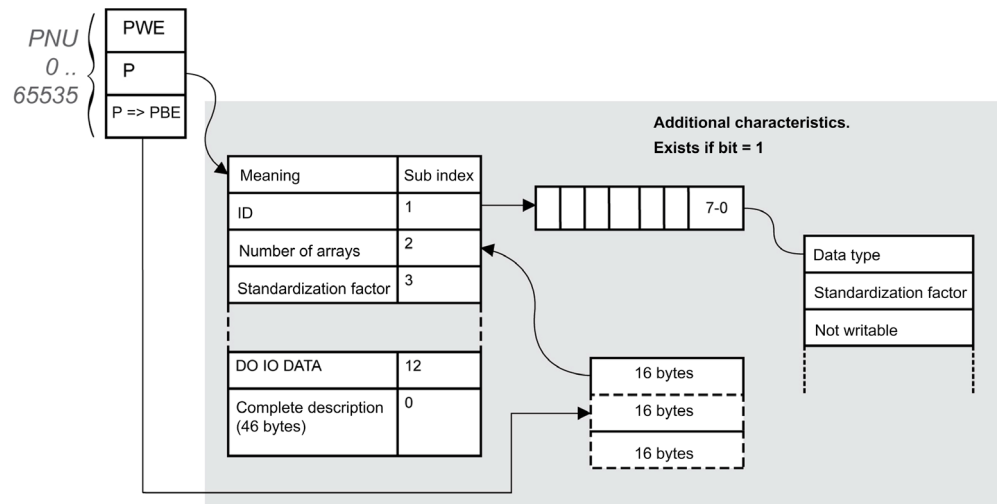 PNU
0 ..
65535
PWE
P
P => PBE
Additional characteristics.
Exists if bit = 1
Meaning
Sub index
ID
1
Number of arrays
2
Standardization factor
3
DO IO DATA
12
Complete description
(46 bytes)
0
7-0
Data type
Standardization factor
Not writable
16 bytes
16 bytes
16 bytes